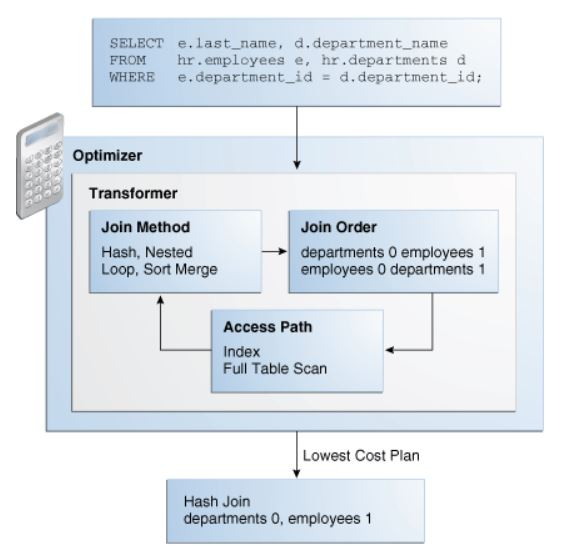 SELECT e.last_name, d.department_name
FROM hr.employees e, hr.departments d
WHERE e.department_id = d.department_id;
Optimizer
Transformer
Join Method
Hash, Nested
Loop, Sort Merge
Join Order
departments 0 employees 1
employees 0 departments 1
Access Path
Index
Full Table Scan
Lowest Cost Plan
Hash Join
departments 0, employees 1